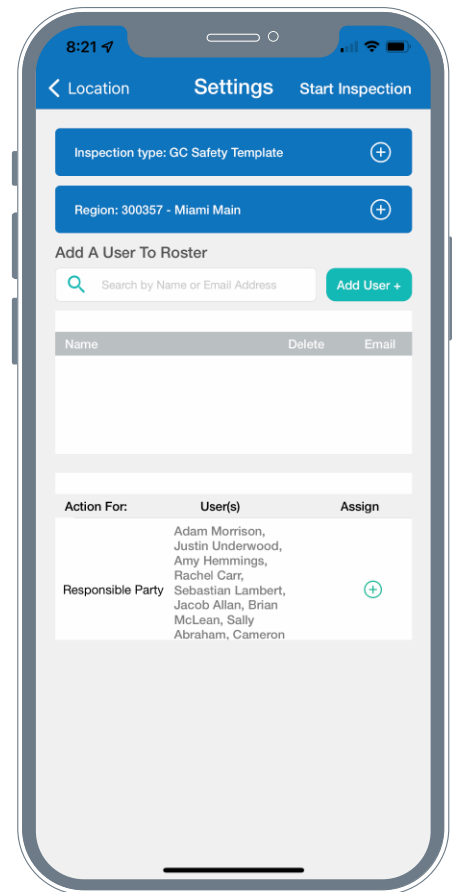 8:21
Location Settings Start Inspection
Inspection type: GC Safety Template
Region: 300357 - Miami Main
Add A User To Roster
Search by Name or Email Address Add User +
Name Delete Email
Action For: User(s) Assign
Adam Morrison,
Justin Underwood,
Amy Hemmings,
Rachel Carr,
Responsible Party Sebastian Lambert,
Jacob Allan, Brian
McLean, Sally
Abraham, Cameron